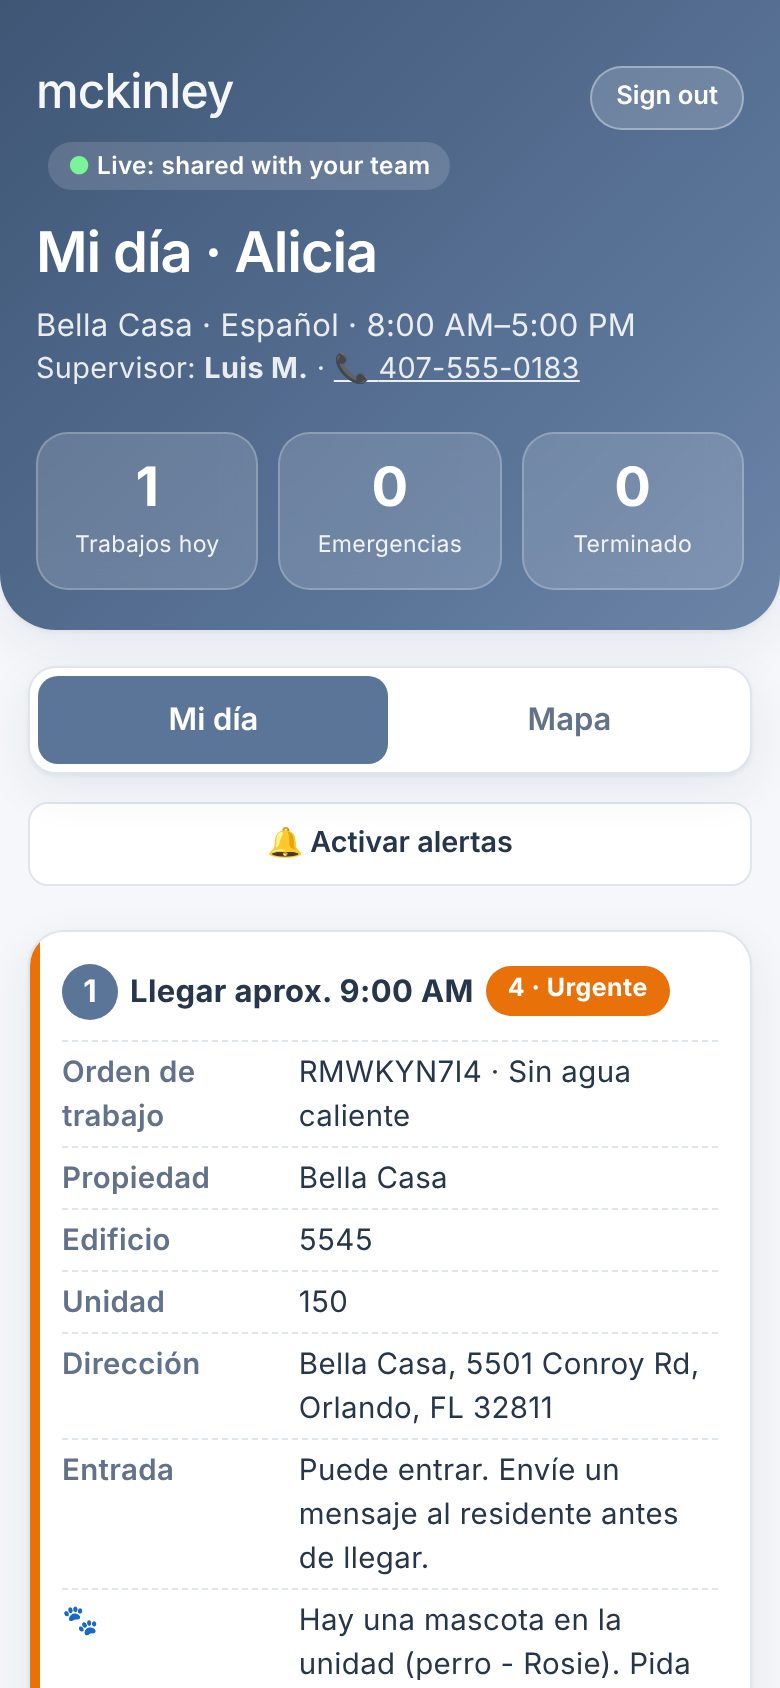 mckinley
Sign out
Live: shared with your team
Mi día · Alicia
Bella Casa · Español · 8:00 AM–5:00 PM
Supervisor: Luis M. · 📞 407-555-0183
1
Trabajos hoy
0
Emergencias
0
Terminado
Mi día
Mapa
🔔 Activar alertas
1 Llegar aprox. 9:00 AM 4 · Urgente
Orden de trabajo
RMWKYN7I4 · Sin agua
caliente
Propiedad
Bella Casa
Edificio
5545
Unidad
150
Dirección
Bella Casa, 5501 Conroy Rd,
Orlando, FL 32811
Entrada
Puede entrar. Envíe un
mensaje al residente antes
de llegar.
🐾
Hay una mascota en la
unidad (perro - Rosie). Pida